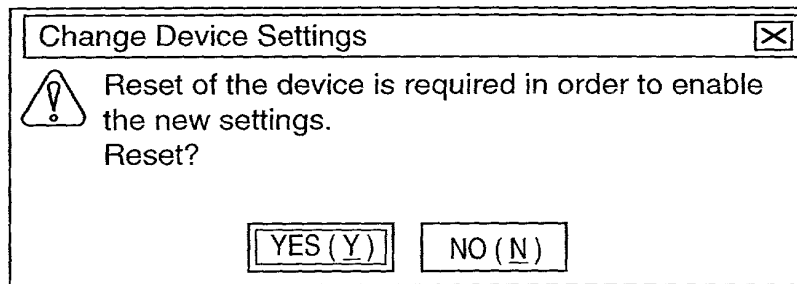 Change Device Settings
Reset of the device is required in order to enable
the new settings.
Reset?
YES (Y) NO (N)